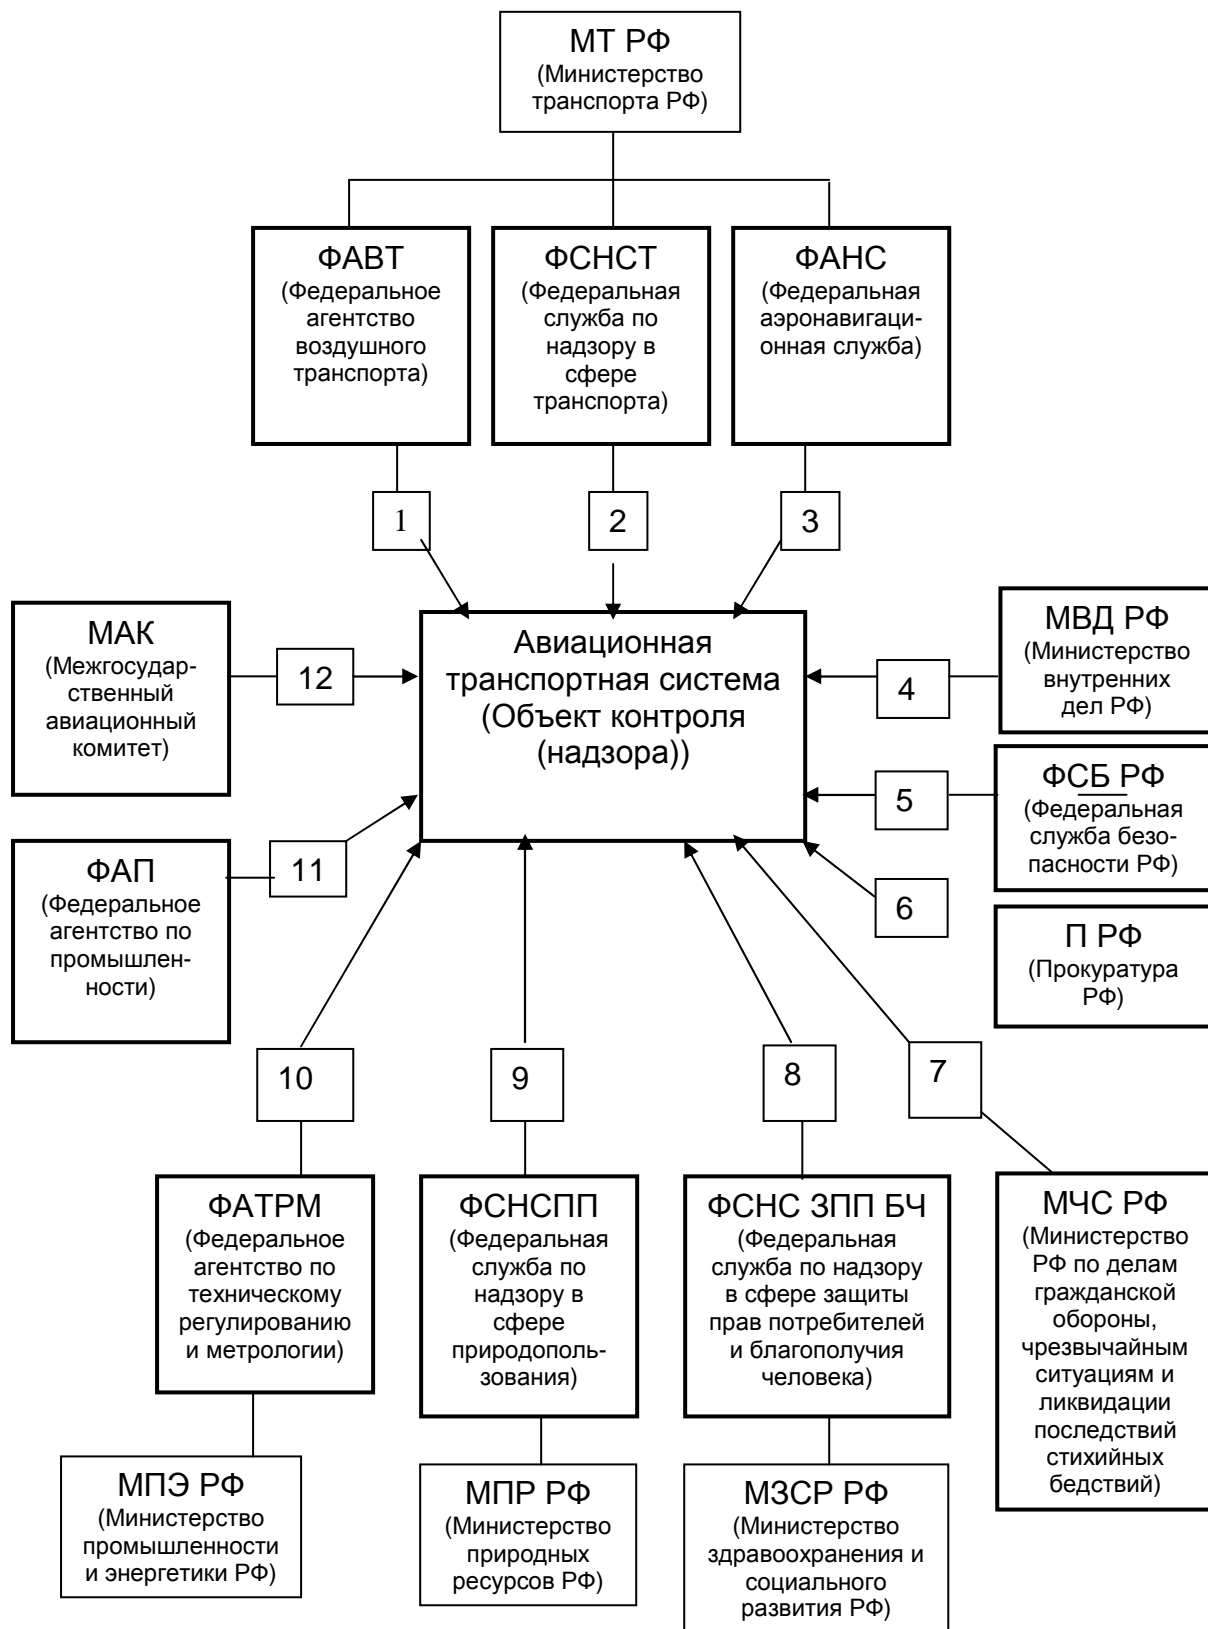 МТ РФ
(Министерство
транспорта РФ)
ФАВТ
(Федеральное
агентство
воздушного
транспорта)
ФСНСТ
(Федеральная
служба по
надзору в
сфере
транспорта)
ФАНС
(Федеральная
аэронавигаци-
онная служба)
1
2
3
МАК
(Межгосудар-
ственный
авиационный
комитет)
12
Авиационная
транспортная система
(Объект контроля
(надзора))
4
МВД РФ
(Министерство
внутренних
дел РФ)
5
ФСБ РФ
(Федеральная
служба безо-
пасности РФ)
ФАП
(Федеральное
агентство по
промышлен-
ности)
11
6
П РФ
(Прокуратура
РФ)
10
9
8
7
ФАТРМ
(Федеральное
агентство по
техническому
регулированию
и метрологии)
ФСНСПП
(Федеральная
служба по
надзору в
сфере
природополь-
зования)
ФСНС ЗПП БЧ
(Федеральная
служба по надзору
в сфере защиты
прав потребителей
и благополучия
человека)
МЧС РФ
(Министерство
РФ по делам
гражданской
обороны,
чрезвычайным
ситуациям и
ликвидации
последствий
стихийных
бедствий)
МПЭ РФ
(Министерство
промышленности
и энергетики РФ)
МПР РФ
(Министерство
природных
ресурсов РФ)
МЗСР РФ
(Министерство
здравоохранения и
социального
развития РФ)